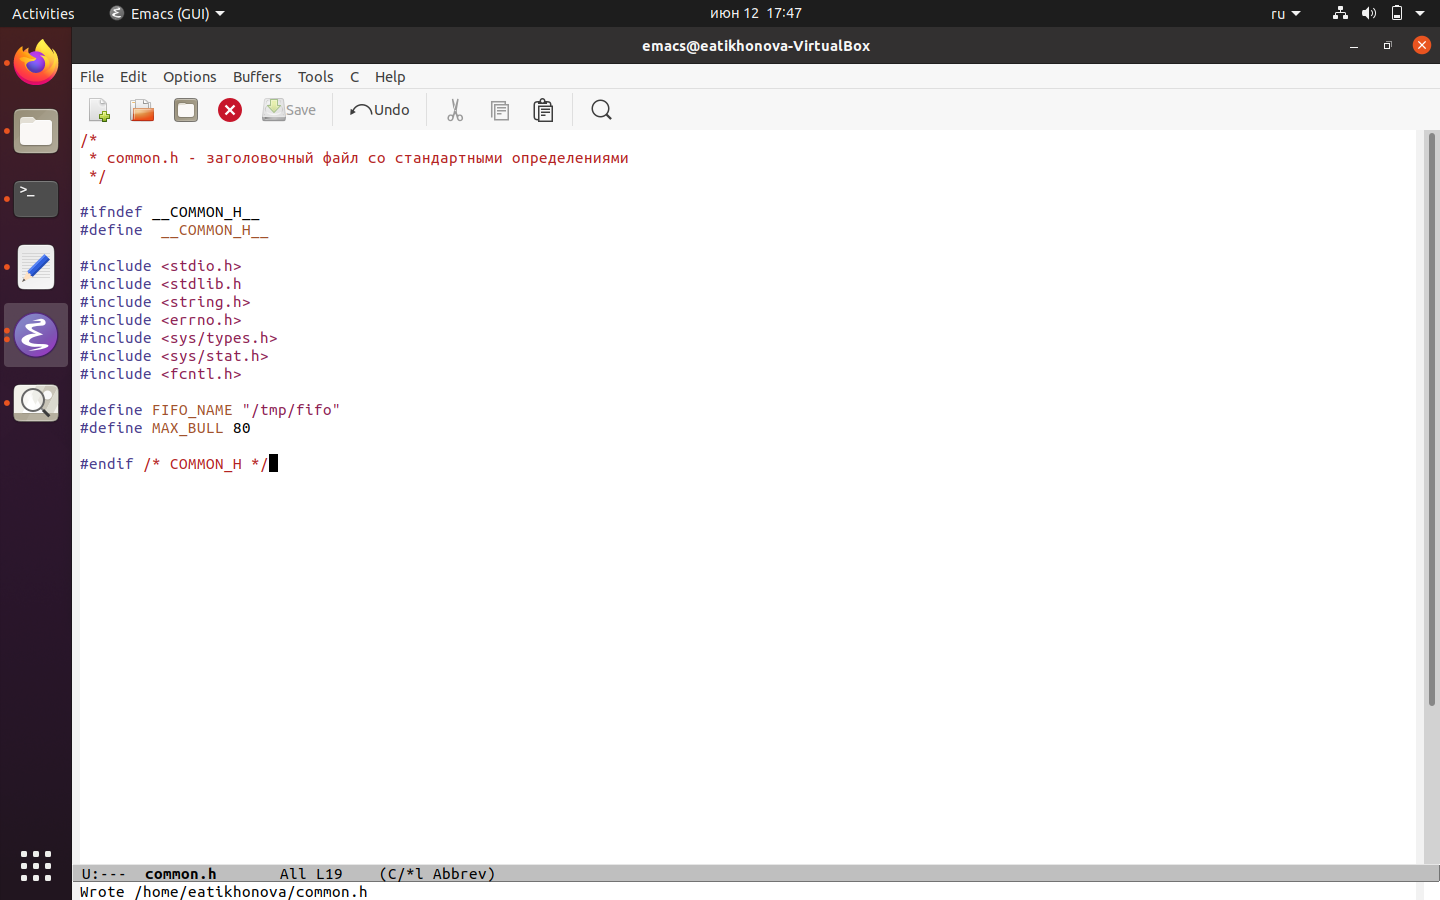 Activities Emacs (GUI) июн 12 17:47 ru
emacs@eatikhonova-VirtualBox
File Edit Options Buffers Tools C Help
Save Undo
/*
 * common.h - заголовочный файл со стандартными определениями
 */
#ifndef __COMMON_H__
#define  __COMMON_H__
#include <stdio.h>
#include <stdlib.h
#include <string.h>
#include <errno.h>
#include <sys/types.h>
#include <sys/stat.h>
#include <fcntl.h>
#define FIFO_NAME "/tmp/fifo"
#define MAX_BULL 80
#endif /* COMMON_H */
U:--- common.h All L19 (C/*l Abbrev)
Wrote /home/eatikhonova/common.h